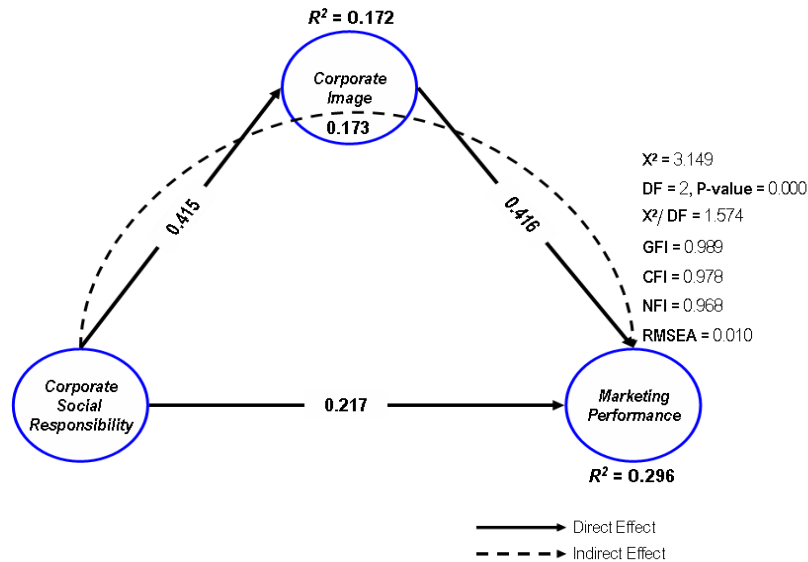 R² = 0.172
Corporate
Image
0.173
X² = 3.149
DF = 2, P-value = 0.000
X²/ DF = 1.574
GFI = 0.989
CFI = 0.978
NFI = 0.968
RMSEA = 0.010
0.415
0.416
Corporate
Social
Responsibility
0.217
Marketing
Performance
R² = 0.296
Direct Effect
Indirect Effect